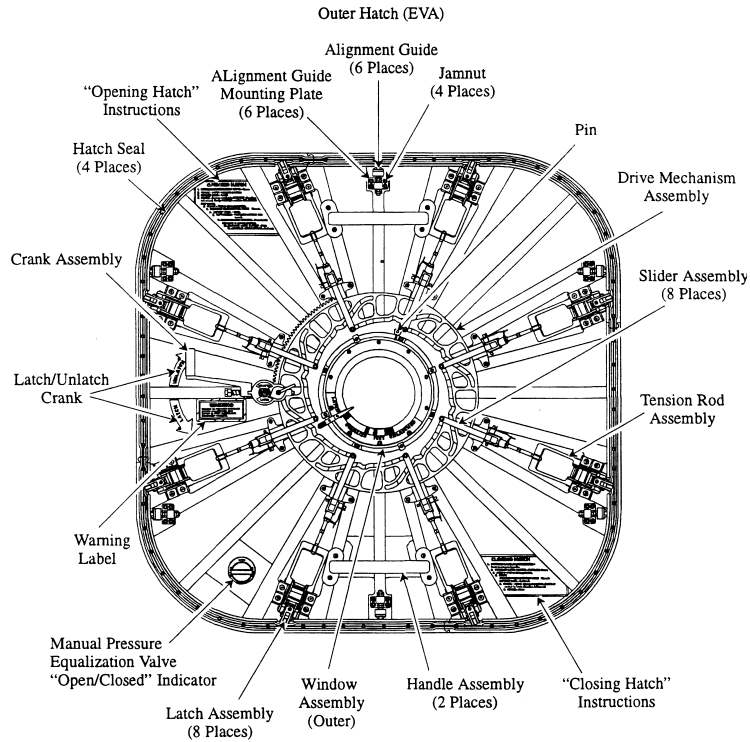 Outer Hatch (EVA)
Alignment Guide
(6 Places)
ALignment Guide
Mounting Plate
(6 Places)
Jamnut
(4 Places)
"Opening Hatch"
Instructions
Pin
Hatch Seal
(4 Places)
Drive Mechanism
Assembly
Crank Assembly
Slider Assembly
(8 Places)
Latch/Unlatch
Crank
Tension Rod
Assembly
Warning
Label
Manual Pressure
Equalization Valve
"Open/Closed" Indicator
Latch Assembly
(8 Places)
Window
Assembly
(Outer)
Handle Assembly
(2 Places)
"Closing Hatch"
Instructions